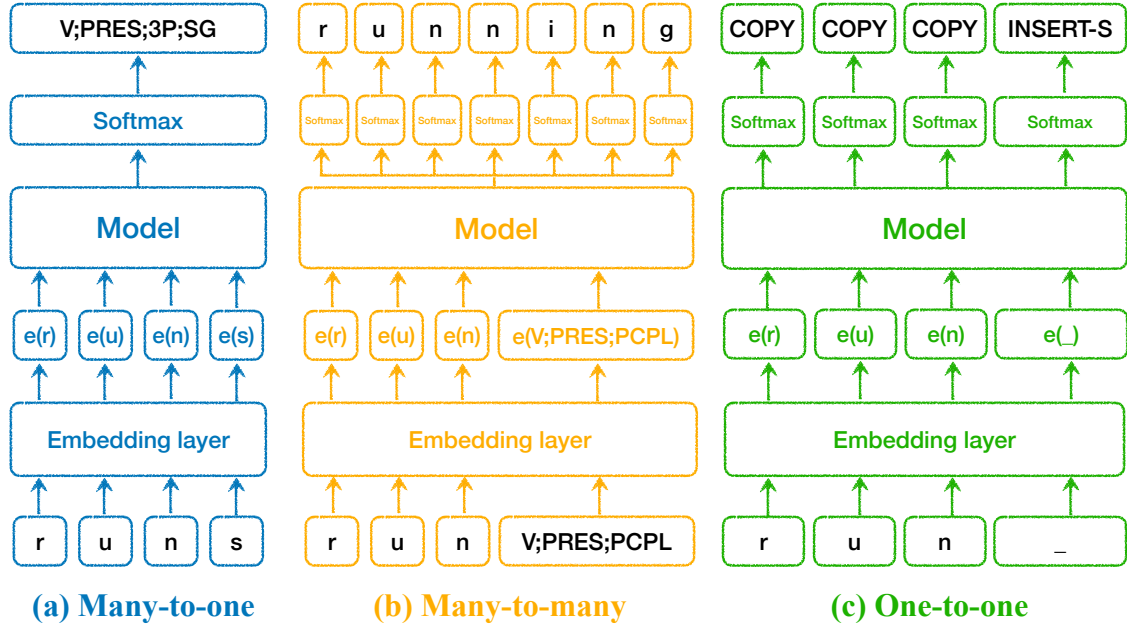 V;PRES;3P;SG
Softmax
Model
e(r) e(u) e(n) e(s)
Embedding layer
r u n s
(a) Many-to-one
r u n n i n g
Softmax Softmax Softmax Softmax Softmax Softmax Softmax
Model
e(r) e(u) e(n) e(V;PRES;PCPL)
Embedding layer
r u n V;PRES;PCPL
(b) Many-to-many
COPY COPY COPY INSERT-S
Softmax Softmax Softmax Softmax
Model
e(r) e(u) e(n) e(_)
Embedding layer
r u n _
(c) One-to-one